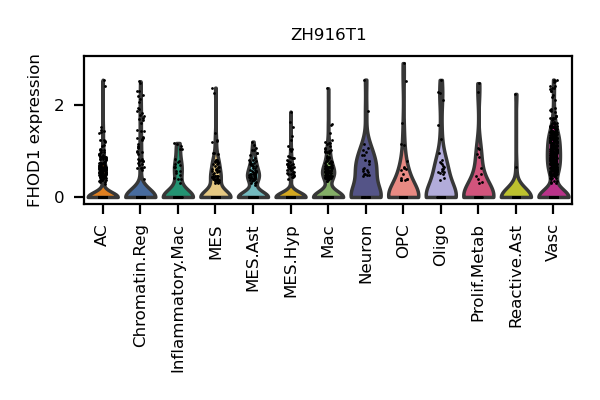 ZH916T1
FHOD1 expression
2
0
AC
Chromatin.Reg
Inflammatory.Mac
MES
MES.Ast
MES.Hyp
Mac
Neuron
OPC
Oligo
Prolif.Metab
Reactive.Ast
Vasc